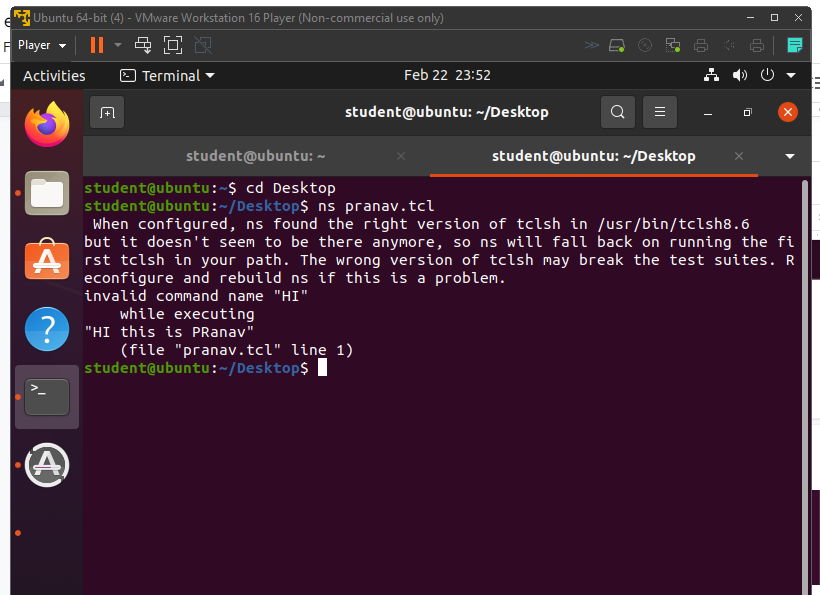 Ubuntu 64-bit (4) - VMware Workstation 16 Player (Non-commercial use only)
Player
Activities
Terminal
Feb 22 23:52
student@ubuntu: ~/Desktop
student@ubuntu: ~
student@ubuntu: ~/Desktop
student@ubuntu:~$ cd Desktop
student@ubuntu:~/Desktop$ ns pranav.tcl
When configured, ns found the right version of tclsh in /usr/bin/tclsh8.6
but it doesn't seem to be there anymore, so ns will fall back on running the fi
rst tclsh in your path. The wrong version of tclsh may break the test suites. R
econfigure and rebuild ns if this is a problem.
invalid command name "HI"
while executing
"HI this is PRanav"
(file "pranav.tcl" line 1)
student@ubuntu:~/Desktop$